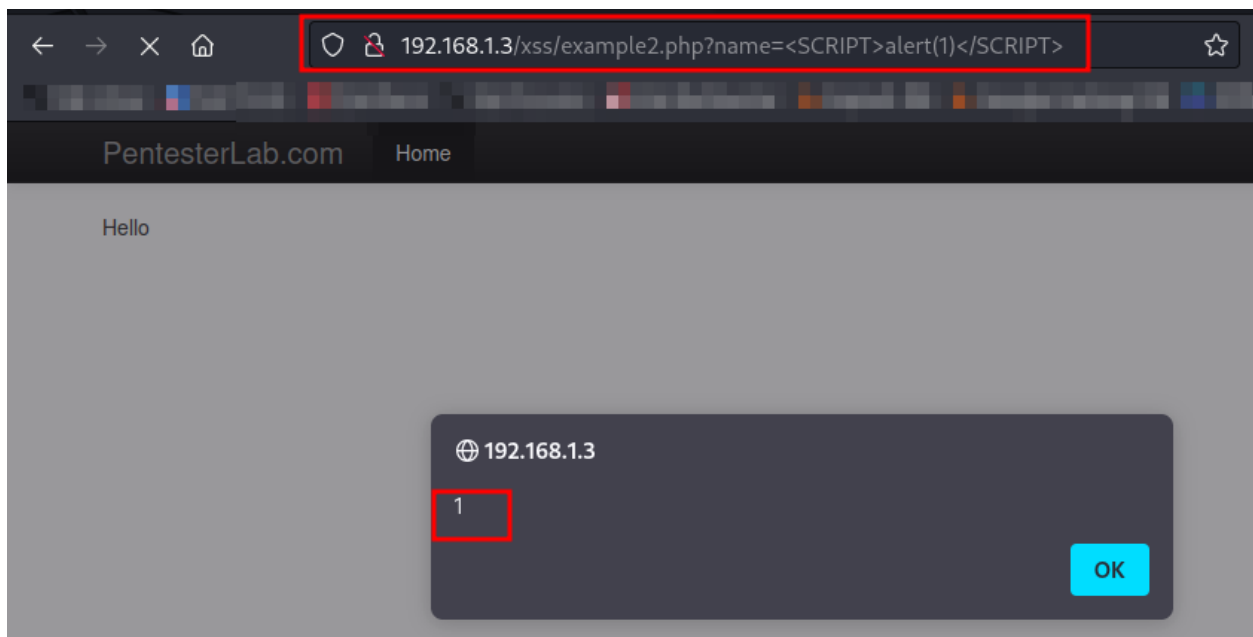 192.168.1.3/xss/example2.php?name=<SCRIPT>alert(1)</SCRIPT>
PentesterLab.com Home
Hello
192.168.1.3
1
OK